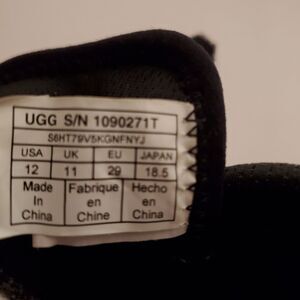 UGG S/N 1090271T
S6HT79V5KGNFNYJ
USA UK EU JAPAN
12 11 29 18.5
Made Fabrique Hecho
In en en
China Chine China